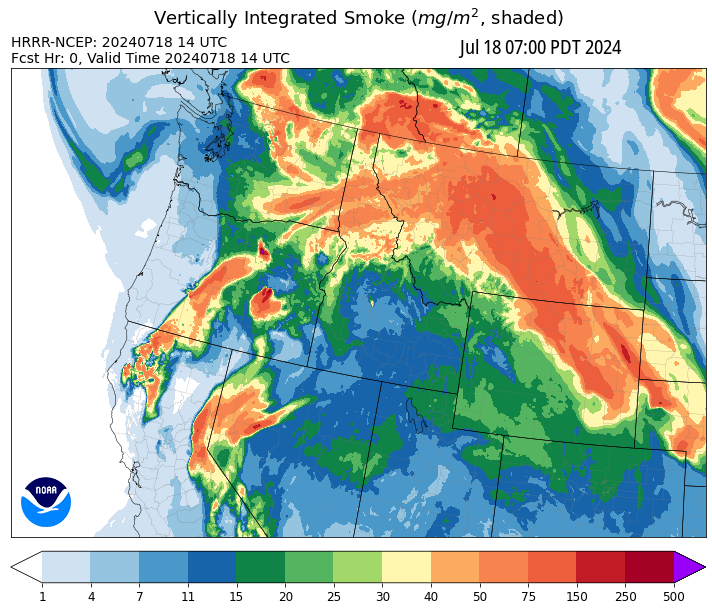 Vertically Integrated Smoke (mg/m², shaded)
HRRR-NCEP: 20240718 14 UTC
Fcst Hr: 0, Valid Time 20240718 14 UTC
Jul 18 07:00 PDT 2024
NOAA
1 4 7 11 15 20 25 30 40 50 75 150 250 500